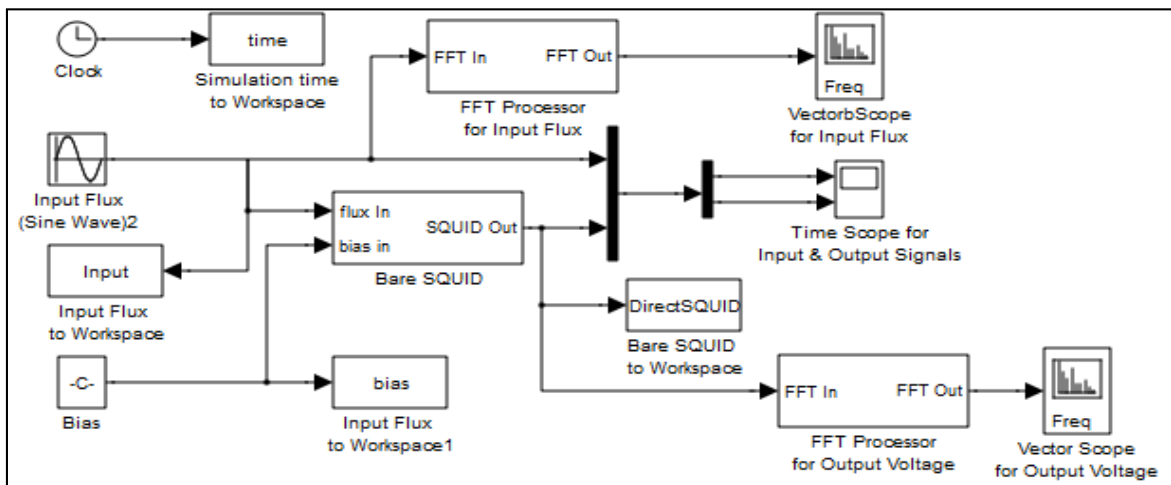 time
Clock
Simulation time
to Workspace
FFT In
FFT Out
FFT Processor
for Input Flux
Freq
VectorbScope
for Input Flux
Input Flux
(Sine Wave)2
flux In
bias in
SQUID Out
Bare SQUID
Time Scope for
Input & Output Signals
Input
Input Flux
to Workspace
DirectSQUID
Bare SQUID
to Workspace
-C-
Bias
bias
Input Flux
to Workspace1
FFT In
FFT Out
FFT Processor
for Output Voltage
Freq
Vector Scope
for Output Voltage